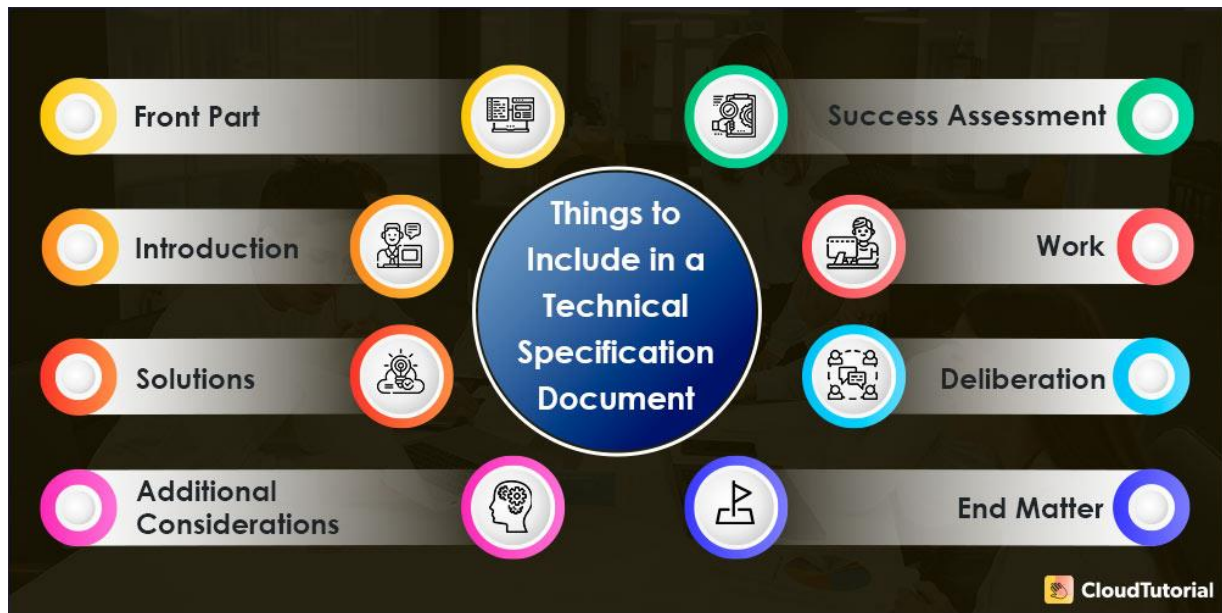 Front Part
Introduction
Solutions
Additional
Considerations
Things to
Include in a
Technical
Specification
Document
Success Assessment
Work
Deliberation
End Matter
CloudTutorial